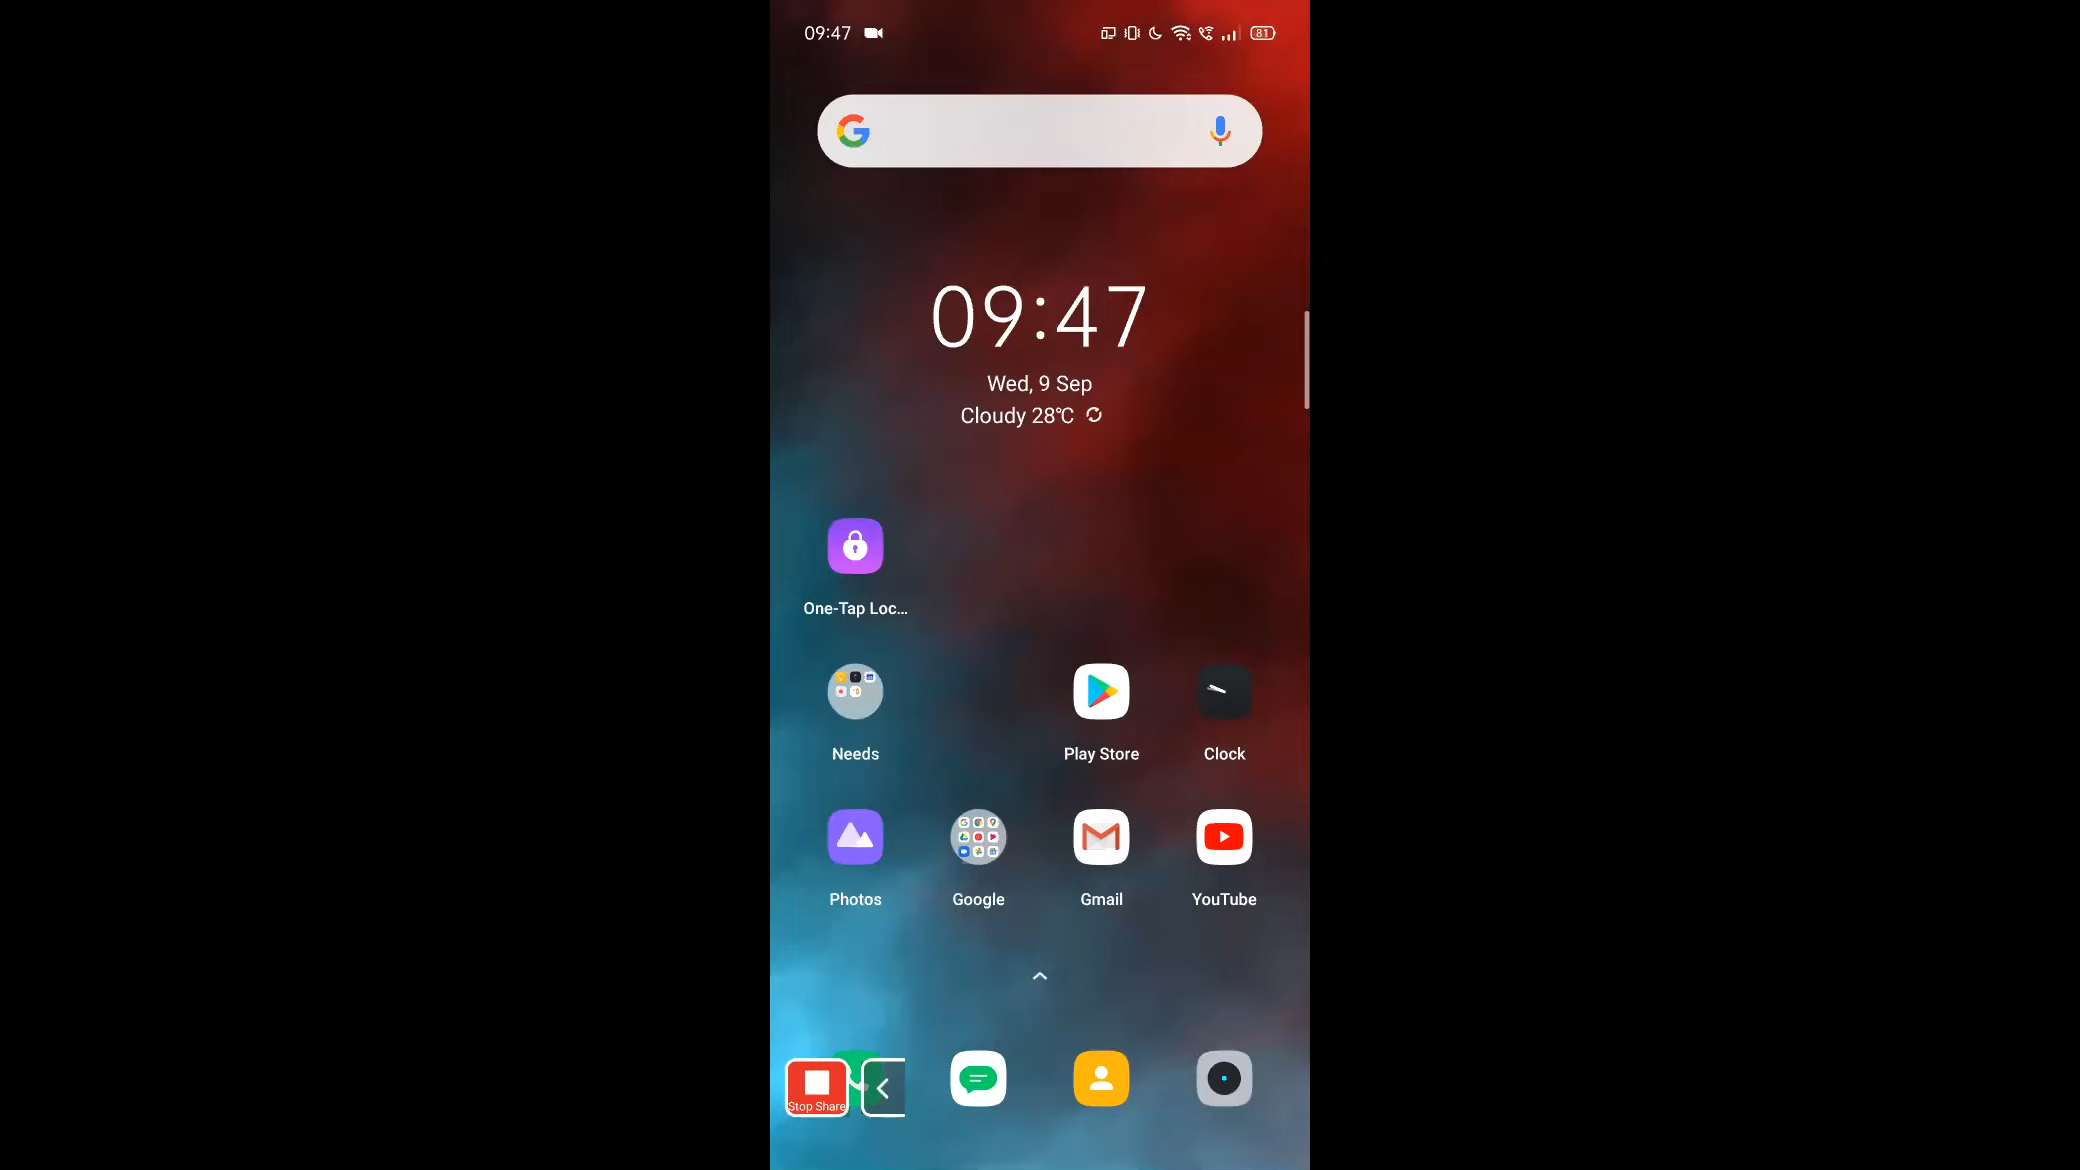 09:47
81
09:47
Wed, 9 Sep
Cloudy 28℃
One-Tap Loc...
Needs
Play Store
Clock
Photos
Google
Gmail
YouTube
Stop Share